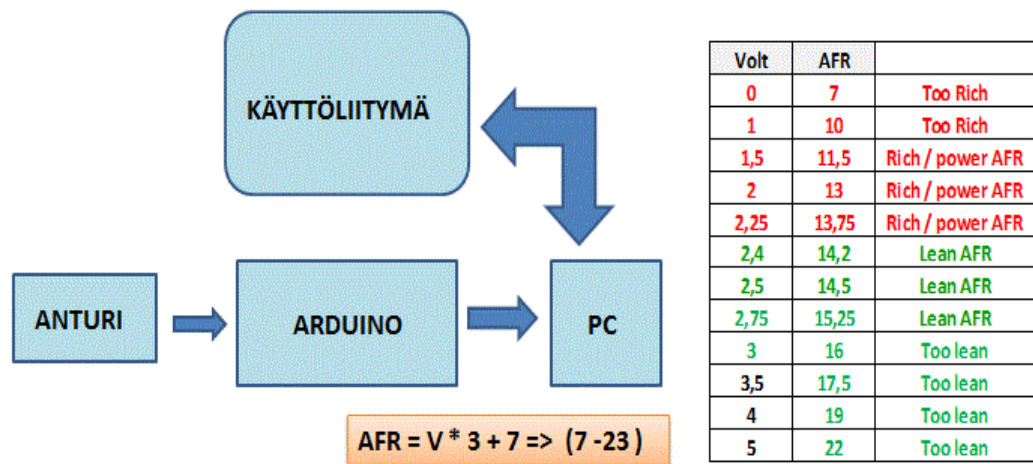 KÄYTTÖLIITYMÄ
ANTURI
ARDUINO
PC
AFR = V * 3 + 7 => (7 -23 )
Volt AFR
0 7 Too Rich
1 10 Too Rich
1,5 11,5 Rich / power AFR
2 13 Rich / power AFR
2,25 13,75 Rich / power AFR
2,4 14,2 Lean AFR
2,5 14,5 Lean AFR
2,75 15,25 Lean AFR
3 16 Too lean
3,5 17,5 Too lean
4 19 Too lean
5 22 Too lean